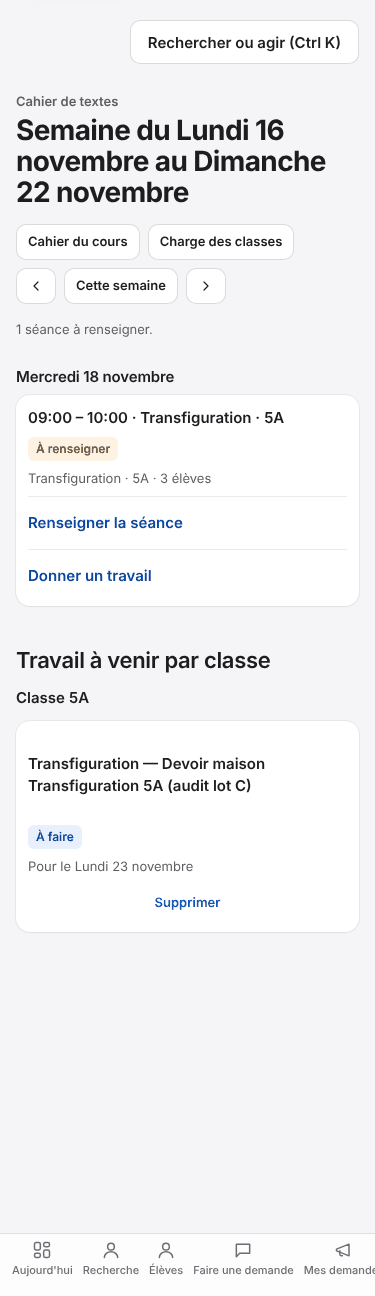 Rechercher ou agir (Ctrl K)
Cahier de textes
Semaine du Lundi 16
novembre au Dimanche
22 novembre
Cahier du cours
Charge des classes
Cette semaine
1 séance à renseigner.
Mercredi 18 novembre
09:00 – 10:00 · Transfiguration · 5A
À renseigner
Transfiguration · 5A · 3 élèves
Renseigner la séance
Donner un travail
Travail à venir par classe
Classe 5A
Transfiguration — Devoir maison
Transfiguration 5A (audit lot C)
À faire
Pour le Lundi 23 novembre
Supprimer
Aujourd'hui
Recherche
Élèves
Faire une demande
Mes demande